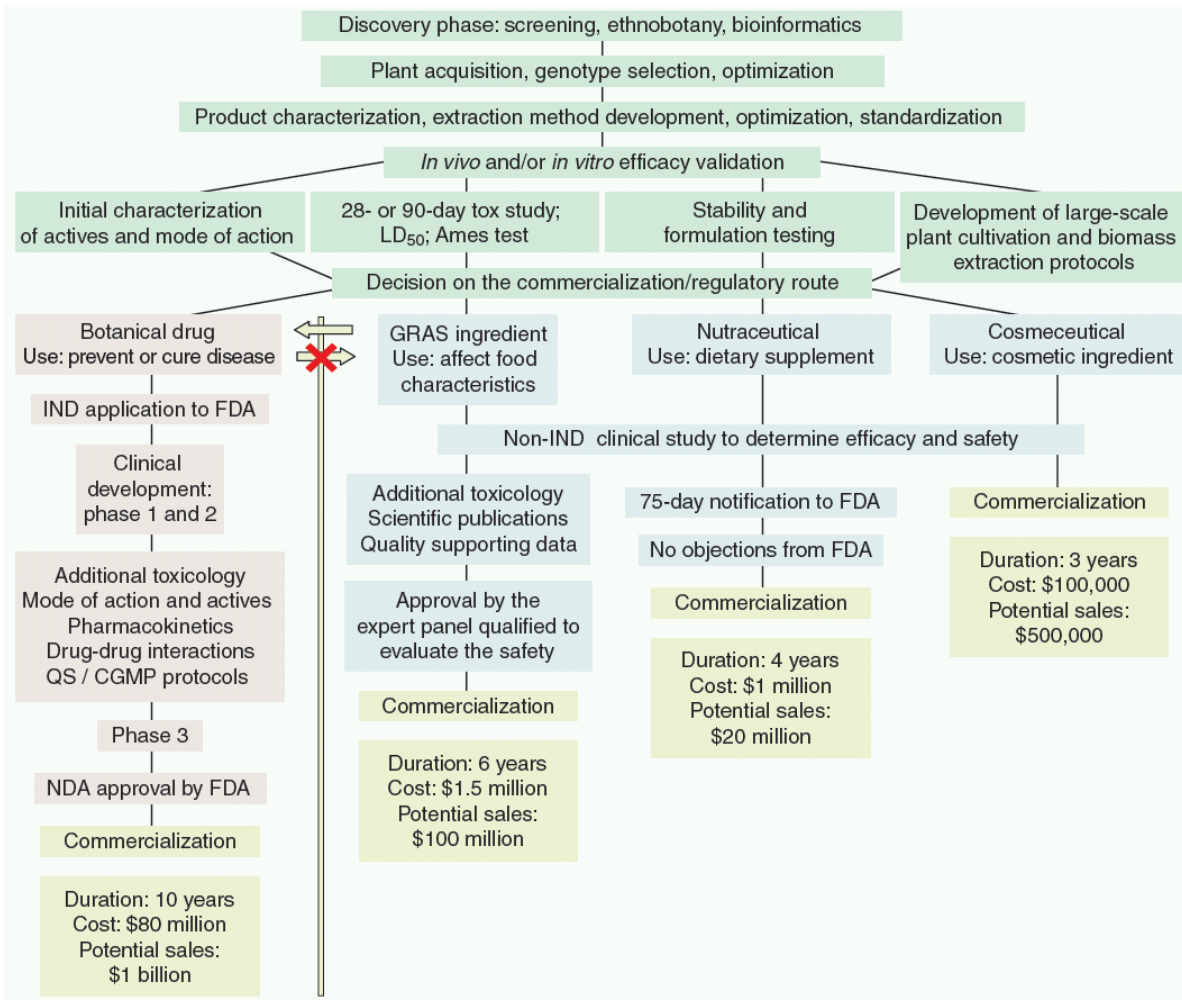 Discovery phase: screening, ethnobotany, bioinformatics
Plant acquisition, genotype selection, optimization
Product characterization, extraction method development, optimization, standardization
In vivo and/or in vitro efficacy validation
Initial characterization
of actives and mode of action
28- or 90-day tox study;
LD50; Ames test
Stability and
formulation testing
Development of large-scale
plant cultivation and biomass
extraction protocols
Decision on the commercialization/regulatory route
Botanical drug
Use: prevent or cure disease
IND application to FDA
Clinical
development:
phase 1 and 2
Additional toxicology
Mode of action and actives
Pharmacokinetics
Drug-drug interactions
QS / CGMP protocols
Phase 3
NDA approval by FDA
Commercialization
Duration: 10 years
Cost: $80 million
Potential sales:
$1 billion
GRAS ingredient
Use: affect food
characteristics
Nutraceutical
Use: dietary supplement
Cosmeceutical
Use: cosmetic ingredient
Non-IND clinical study to determine efficacy and safety
Additional toxicology
Scientific publications
Quality supporting data
Approval by the
expert panel qualified to
evaluate the safety
Commercialization
Duration: 6 years
Cost: $1.5 million
Potential sales:
$100 million
75-day notification to FDA
No objections from FDA
Commercialization
Duration: 4 years
Cost: $1 million
Potential sales:
$20 million
Commercialization
Duration: 3 years
Cost: $100,000
Potential sales:
$500,000